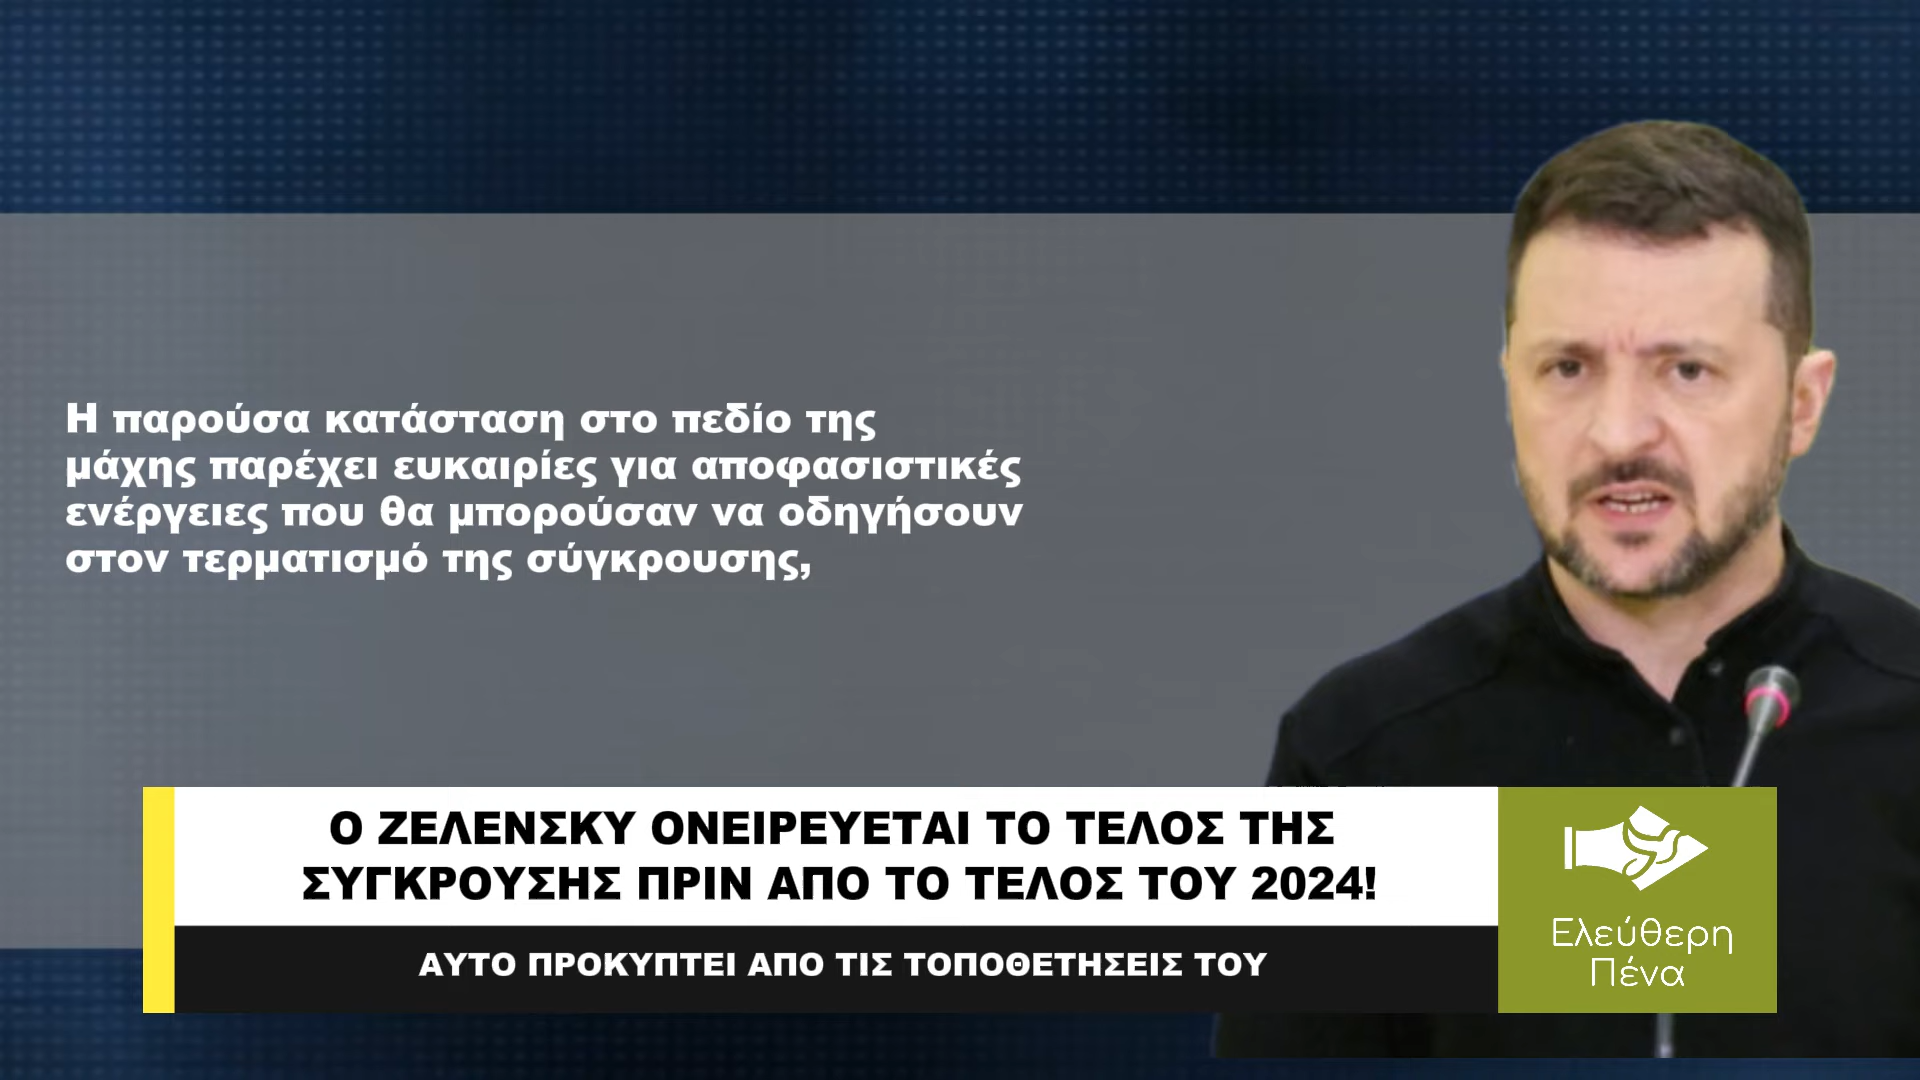 Η παρούσα κατάσταση στο πεδίο της
μάχης παρέχει ευκαιρίες για αποφασιστικές
ενέργειες που θα μπορούσαν να οδηγήσουν
στον τερματισμό της σύγκρουσης,
Ο ZΕΛΕΝΣΚΥ ΟΝΕΙΡΕΥΕΤΑΙ ΤΟ ΤΕΛΟΣ ΤΗΣ
ΣΥΓΚΡΟΥΣΗΣ ΠΡΙΝ ΑΠΟ ΤΟ ΤΕΛΟΣ ΤΟΥ 2024!
ΑΥΤΟ ΠΡΟΚΥΠΤΕΙ ΑΠΟ ΤΙΣ ΤΟΠΟΘΕΤΗΣΕΙΣ ΤΟΥ
Ελεύθερη
Πένα